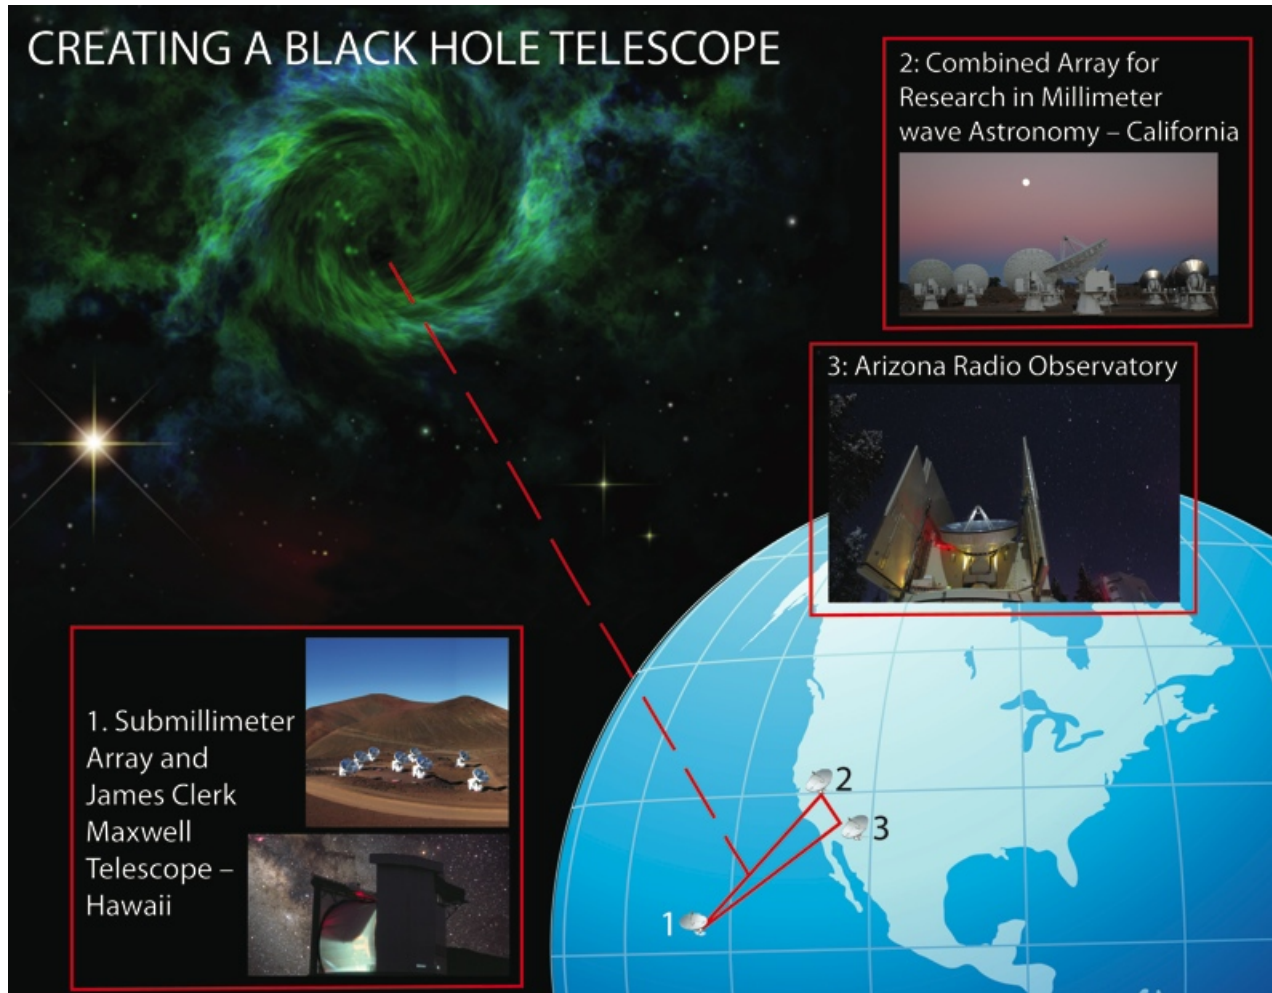 CREATING A BLACK HOLE TELESCOPE
2: Combined Array for
Research in Millimeter
wave Astronomy – California
3: Arizona Radio Observatory
1. Submillimeter
Array and
James Clerk
Maxwell
Telescope –
Hawaii
2
3
1